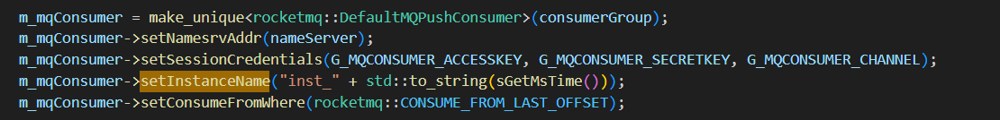 m_mqConsumer = make_unique<rocketmq::DefaultMQPushConsumer>(consumerGroup);
m_mqConsumer->setNamesrvAddr(nameServer);
m_mqConsumer->setSessionCredentials(G_MQCONSUMER_ACCESSKEY, G_MQCONSUMER_SECRETKEY, G_MQCONSUMER_CHANNEL);
m_mqConsumer->setInstanceName("inst_" + std::to_string(sGetMsTime()));
m_mqConsumer->setConsumeFromWhere(rocketmq::CONSUME_FROM_LAST_OFFSET);